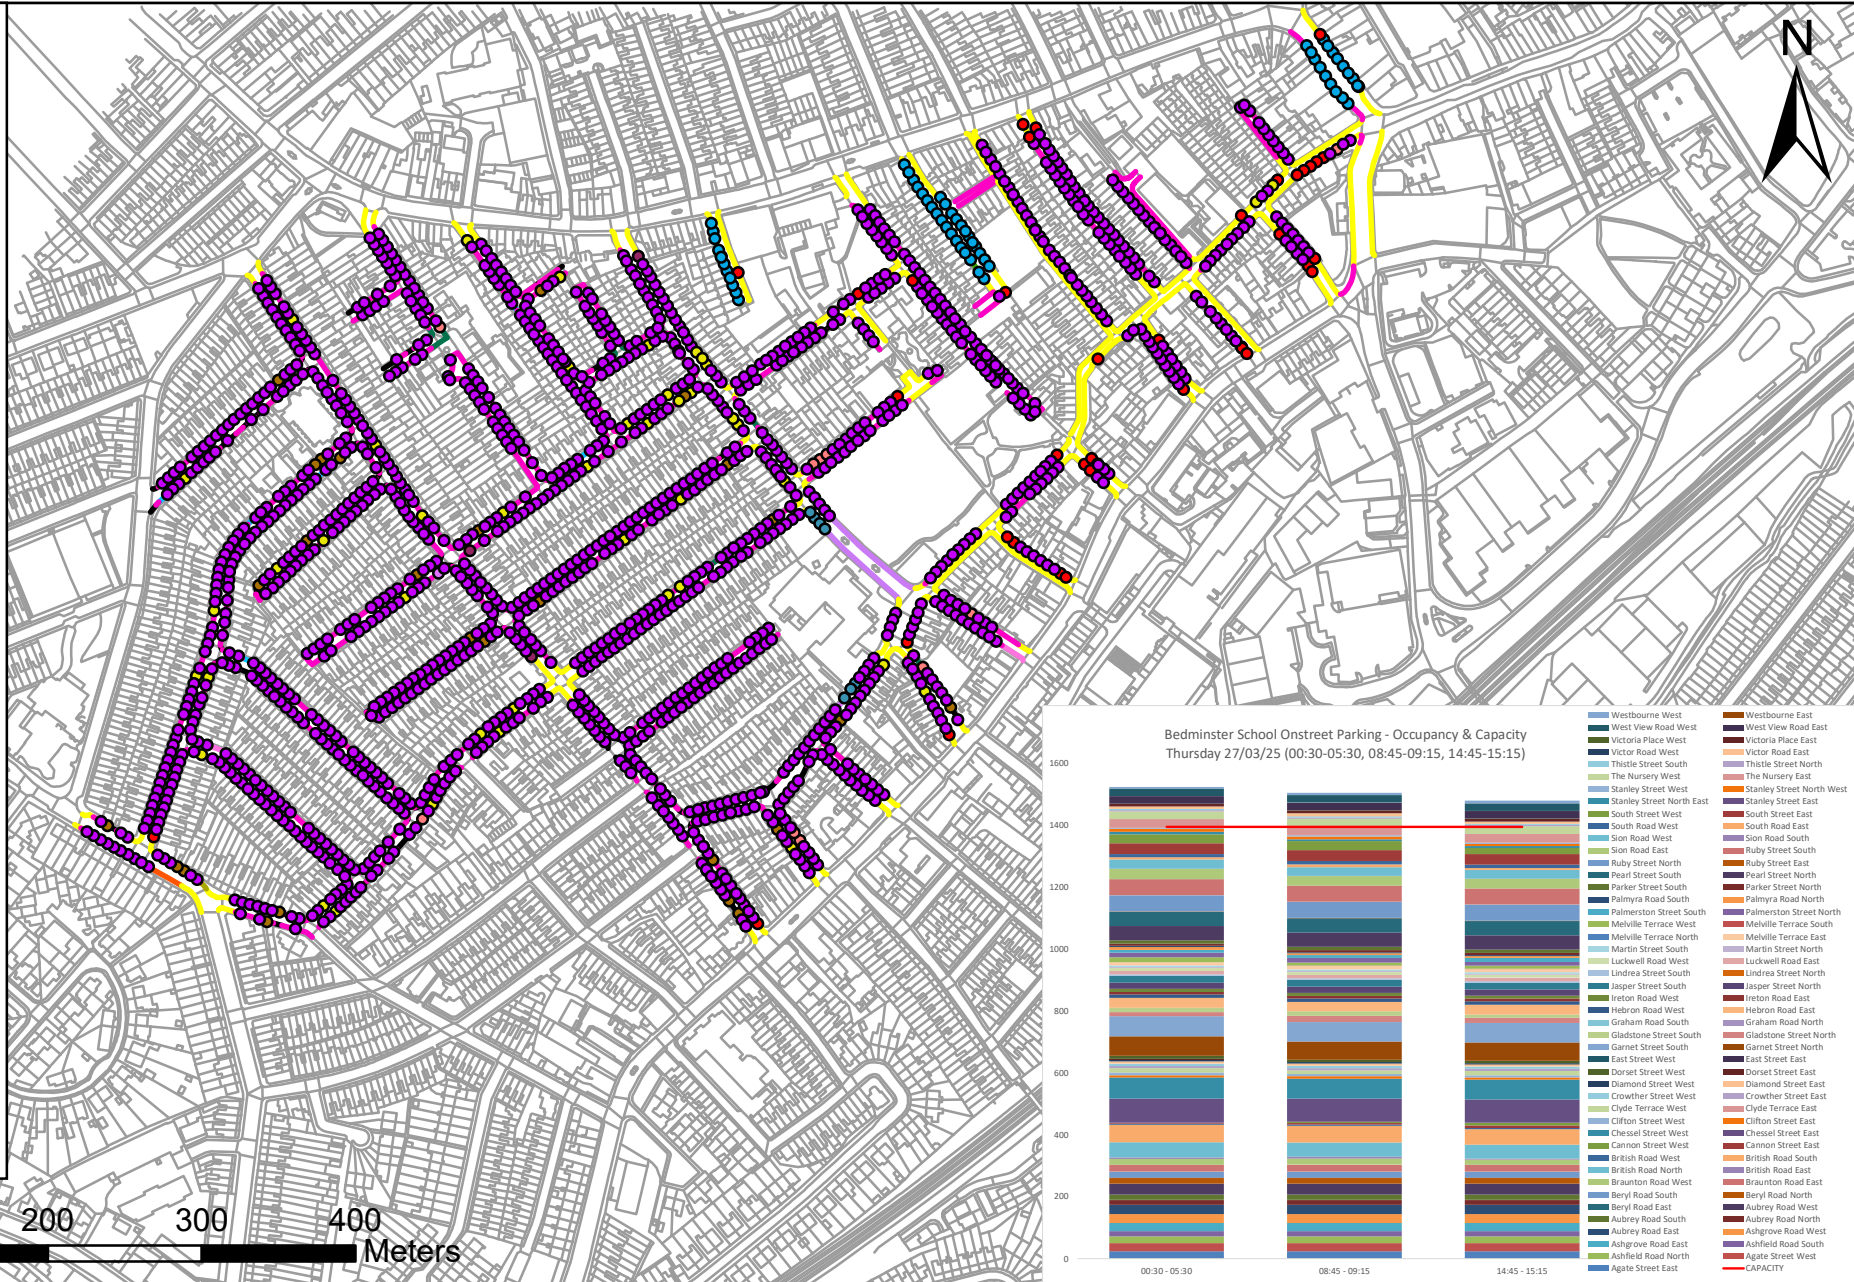 N
200 300 400
Meters
Bedminster School Onstreet Parking - Occupancy & Capacity
Thursday 27/03/25 (00:30-05:30, 08:45-09:15, 14:45-15:15)
1600
1400
1200
1000
800
600
400
200
0
00:30 - 05:30 08:45 - 09:15 14:45 - 15:15
Westbourne West Westbourne East
West View Road West West View Road East
Victoria Place West Victoria Place East
Victor Road West Victor Road East
Thistle Street South Thistle Street North
The Nursery West The Nursery East
Stanley Street West Stanley Street North West
Stanley Street North East Stanley Street East
South Street West South Street East
South Road West South Road East
Sion Road West Sion Road South
Sion Road East Ruby Street South
Ruby Street North Ruby Street East
Pearl Street South Pearl Street North
Parker Street South Parker Street North
Palmyra Road South Palmyra Road North
Palmerston Street South Palmerston Street North
Melville Terrace West Melville Terrace South
Melville Terrace North Melville Terrace East
Martin Street South Martin Street North
Luckwell Road West Luckwell Road East
Lindrea Street South Lindrea Street North
Jasper Street South Jasper Street North
Ireton Road West Ireton Road East
Hebron Road West Hebron Road East
Graham Road South Graham Road North
Gladstone Street South Gladstone Street North
Garnet Street South Garnet Street North
East Street West East Street East
Dorset Street West Dorset Street East
Diamond Street West Diamond Street East
Crowther Street West Crowther Street East
Clyde Terrace West Clyde Terrace East
Clifton Street West Clifton Street East
Chessel Street West Chessel Street East
Cannon Street West Cannon Street East
British Road West British Road South
British Road North British Road East
Braunton Road West Braunton Road East
Beryl Road South Beryl Road North
Beryl Road East Aubrey Road West
Aubrey Road South Aubrey Road North
Aubrey Road East Ashgrove Road West
Ashgrove Road East Ashfield Road South
Ashfield Road North Agate Street West
Agate Street East CAPACITY